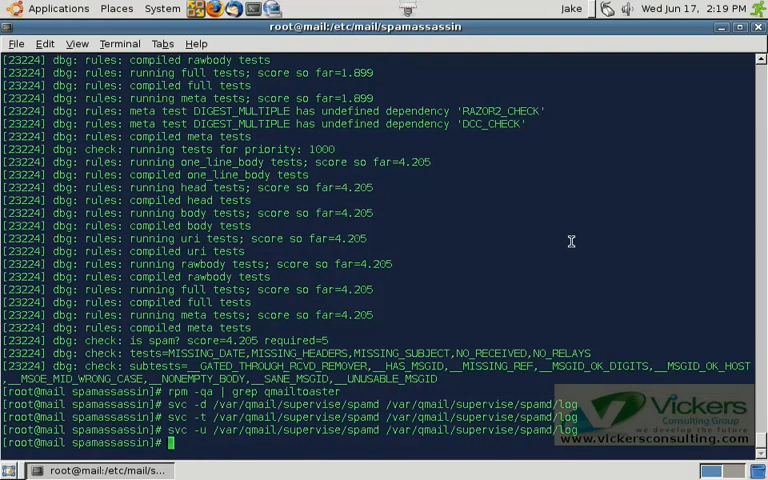 Applications Places System Jake Wed Jun 17, 2:19 PM
root@mail:/etc/mail/spamassassin
File Edit View Terminal Tabs Help
[23224] dbg: rules: compiled rawbody tests
[23224] dbg: rules: running full tests; score so far=1.899
[23224] dbg: rules: compiled full tests
[23224] dbg: rules: running meta tests; score so far=1.899
[23224] dbg: rules: meta test DIGEST_MULTIPLE has undefined dependency 'RAZOR2_CHECK'
[23224] dbg: rules: meta test DIGEST_MULTIPLE has undefined dependency 'DCC_CHECK'
[23224] dbg: rules: compiled meta tests
[23224] dbg: check: running tests for priority: 1000
[23224] dbg: rules: running one_line_body tests; score so far=4.205
[23224] dbg: rules: compiled one_line_body tests
[23224] dbg: rules: running head tests; score so far=4.205
[23224] dbg: rules: compiled head tests
[23224] dbg: rules: running body tests; score so far=4.205
[23224] dbg: rules: compiled body tests
[23224] dbg: rules: running uri tests; score so far=4.205
[23224] dbg: rules: compiled uri tests
[23224] dbg: rules: running rawbody tests; score so far=4.205
[23224] dbg: rules: compiled rawbody tests
[23224] dbg: rules: running full tests; score so far=4.205
[23224] dbg: rules: compiled full tests
[23224] dbg: rules: running meta tests; score so far=4.205
[23224] dbg: rules: compiled meta tests
[23224] dbg: check: is spam? score=4.205 required=5
[23224] dbg: check: tests=MISSING_DATE,MISSING_HEADERS,MISSING_SUBJECT,NO_RECEIVED,NO_RELAYS
[23224] dbg: check: subtests=__GATED_THROUGH_RCVD_REMOVER,__HAS_MSGID,__MISSING_REF,__MSGID_OK_DIGITS,__MSGID_OK_HOST
,__MSOE_MID_WRONG_CASE,__NONEMPTY_BODY,__SANE_MSGID,__UNUSABLE_MSGID
[root@mail spamassassin]# rpm -qa | grep qmailtoaster
[root@mail spamassassin]# svc -d /var/qmail/supervise/spamd /var/qmail/supervise/spamd/log
[root@mail spamassassin]# svc -t /var/qmail/supervise/spamd /var/qmail/supervise/spamd/log
[root@mail spamassassin]# svc -u /var/qmail/supervise/spamd /var/qmail/supervise/spamd/log
[root@mail spamassassin]#
Vickers
Consulting Group
we develop the future
www.vickersconsulting.com
root@mail:/etc/mail/s...